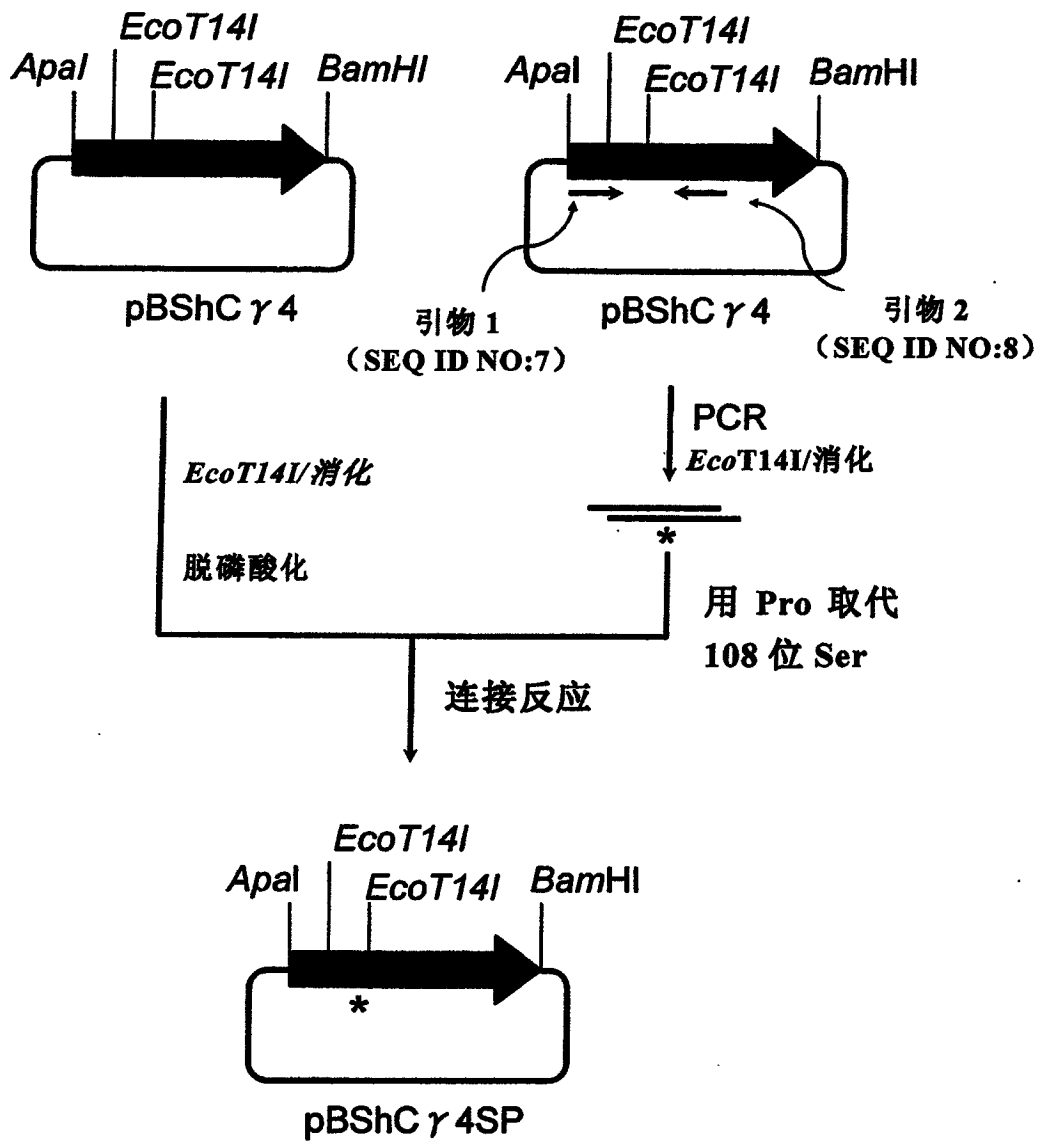 EcoT14I
ApaI
EcoT14I
BamHI
pBShCγ4
EcoT14I
ApaI
EcoT14I
BamHI
pBShCγ4
引物 1
（SEQ ID NO:7）
引物 2
（SEQ ID NO:8）
EcoT14I/消化
脱磷酸化
PCR
EcoT14I/消化
*
用 Pro 取代
108 位 Ser
连接反应
EcoT14I
ApaI
EcoT14I
BamHI
*
pBShCγ4SP